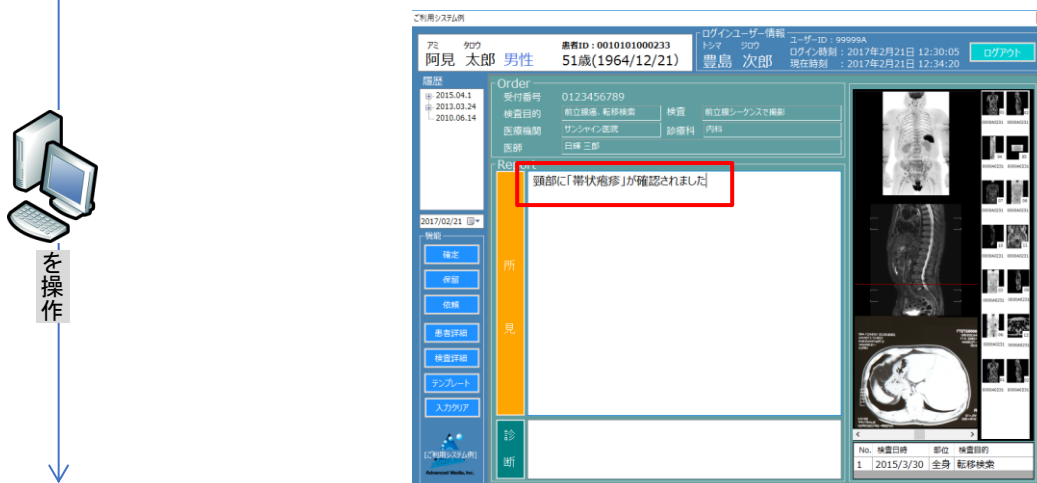 を操作
ご利用システム例
アミ タロウ
阿見 太郎 男性
患者ID：0010101000233
51歳(1964/12/21)
ログインユーザー情報
トシマ ジロウ
豊島 次郎
ユーザーID：99999A
ログイン時刻：2017年2月21日 12:30:05
現在時刻 ：2017年2月21日 12:34:20
ログアウト
履歴
2015.04.1
2013.03.24
2010.06.14
2017/02/21
機能
確定
保留
依頼
患者詳細
検査詳細
テンプレート
入力クリア
[ご利用システム例]
Advanced Media, Inc.
Order
受付番号 0123456789
検査目的 前立腺癌、転移検索 検査 前立腺シーケンスで撮影
医療機関 サンシャイン医院 診療科 内科
医師 日輝 三郎
Report
所見
頸部に「帯状疱疹」が確認されました
診断
No. 検査日時 部位 検査目的
1 2015/3/30 全身 転移検索